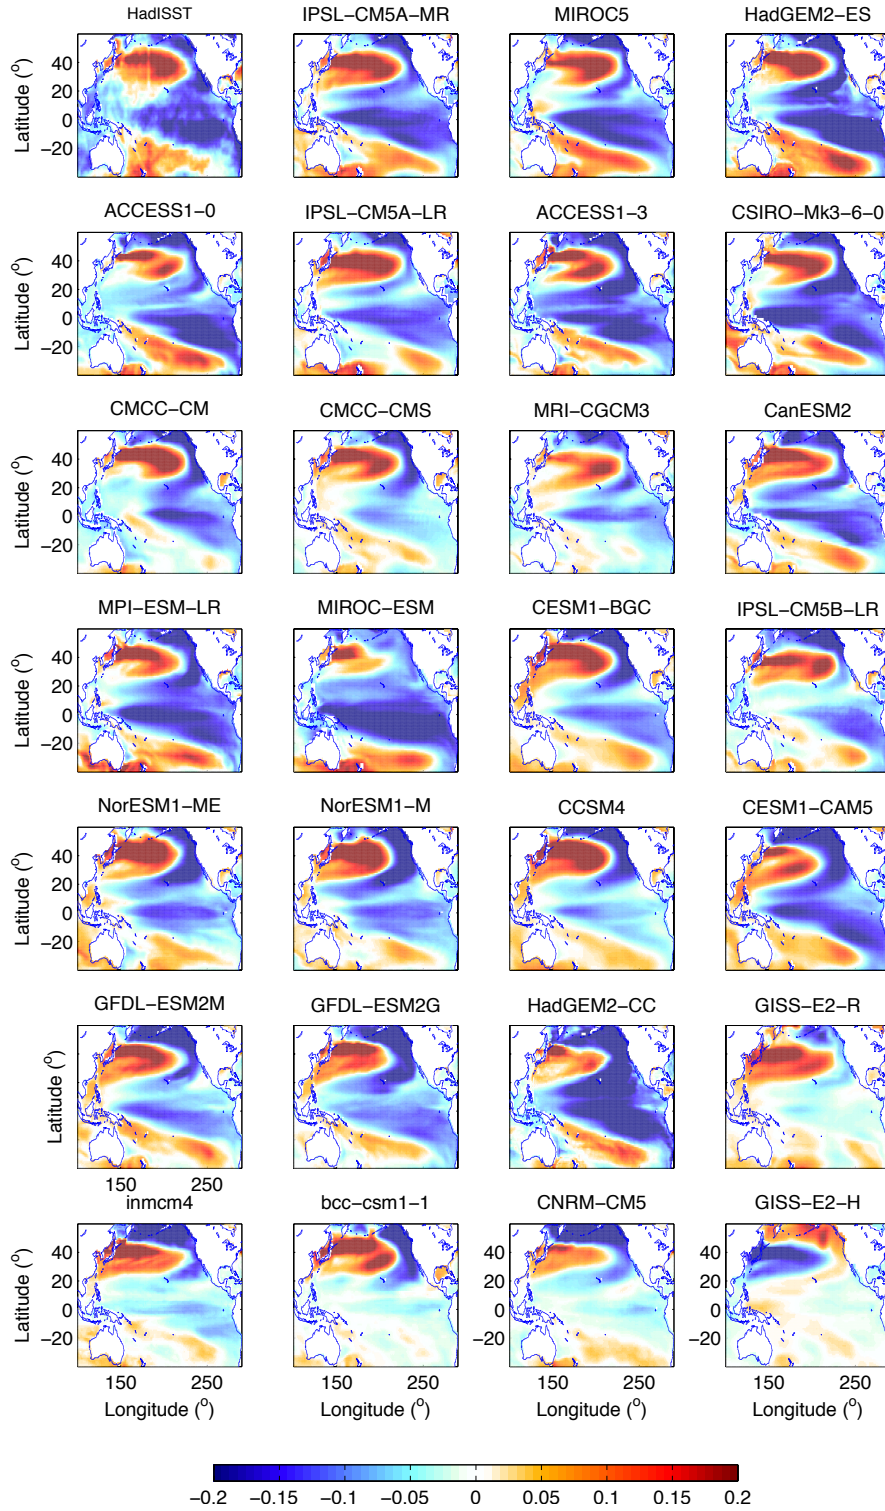 HadISST IPSL−CM5A−MR MIROC5 HadGEM2−ES
Latitude (°) 40 20 0 −20
ACCESS1−0 IPSL−CM5A−LR ACCESS1−3 CSIRO−Mk3−6−0
Latitude (°) 40 20 0 −20
CMCC−CM CMCC−CMS MRI−CGCM3 CanESM2
Latitude (°) 40 20 0 −20
MPI−ESM−LR MIROC−ESM CESM1−BGC IPSL−CM5B−LR
Latitude (°) 40 20 0 −20
NorESM1−ME NorESM1−M CCSM4 CESM1−CAM5
Latitude (°) 40 20 0 −20
GFDL−ESM2M GFDL−ESM2G HadGEM2−CC GISS−E2−R
Latitude (°)
150 250
inmcm4 bcc−csm1−1 CNRM−CM5 GISS−E2−H
Latitude (°) 40 20 0 −20 40 20 0 −20 40 20 0 −20
150 250 150 250 150 250 150 250
Longitude (°) Longitude (°) Longitude (°) Longitude (°)
−0.2 −0.15 −0.1 −0.05 0 0.05 0.1 0.15 0.2